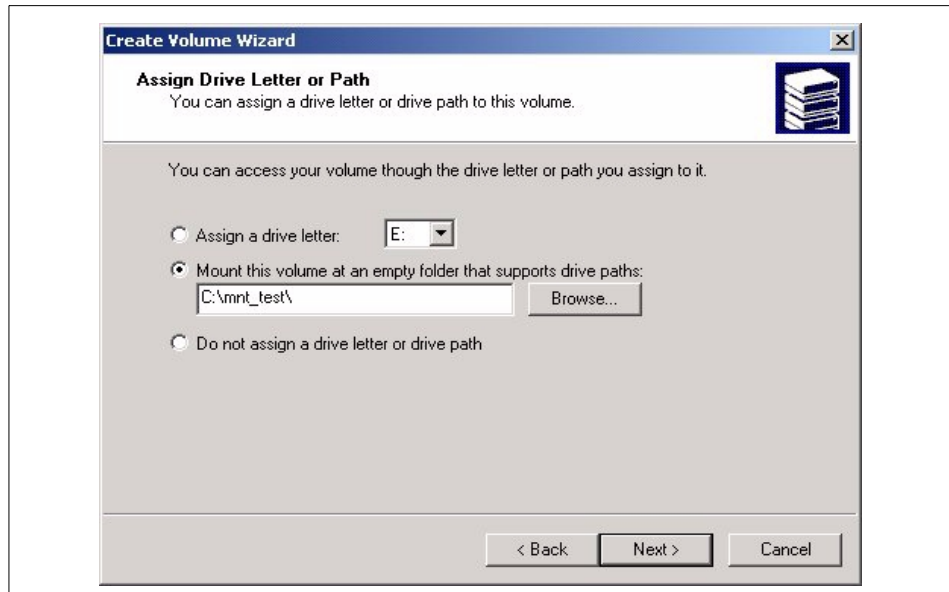 Create Volume Wizard
Assign Drive Letter or Path
You can assign a drive letter or drive path to this volume.
You can access your volume though the drive letter or path you assign to it.
Assign a drive letter: E:
Mount this volume at an empty folder that supports drive paths:
C:\mnt_test\ Browse...
Do not assign a drive letter or drive path
< Back Next > Cancel